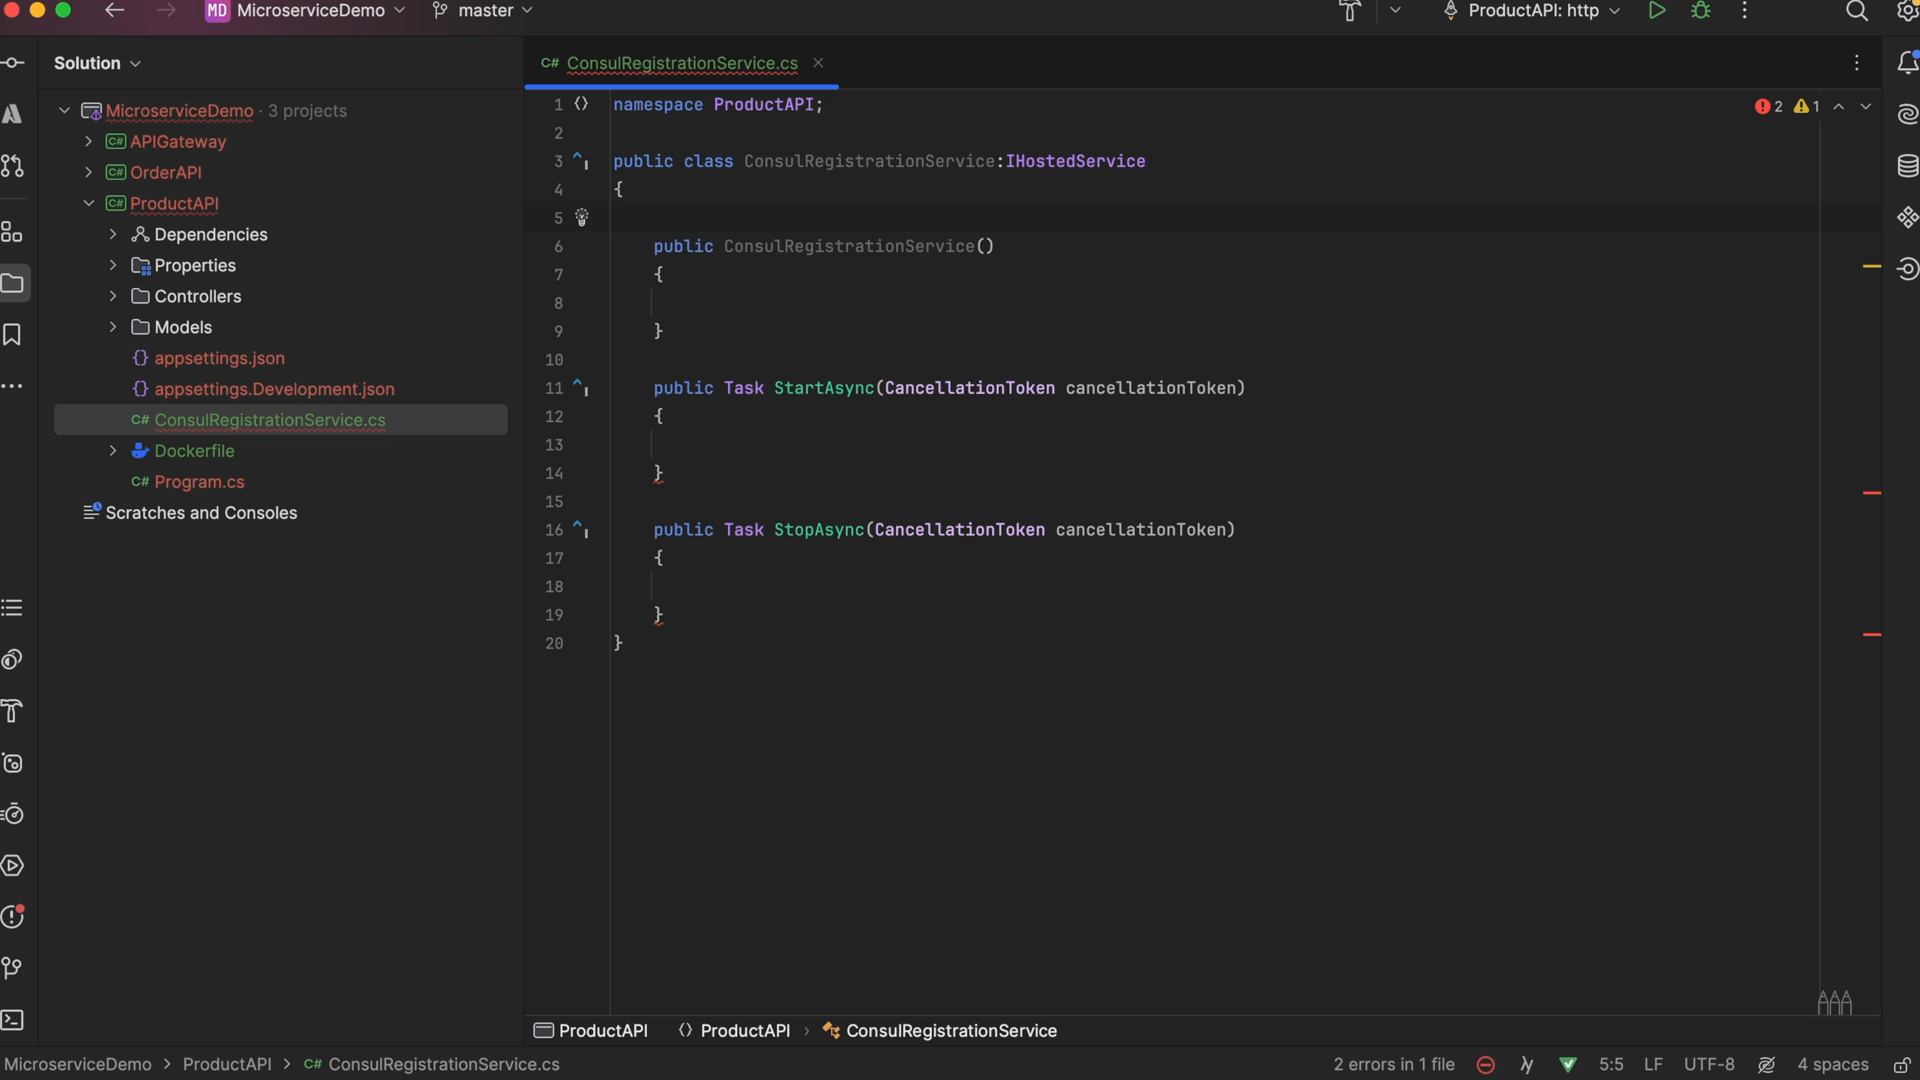 MD MicroserviceDemo master ProductAPI: http
Solution
C# ConsulRegistrationService.cs
MicroserviceDemo · 3 projects
C# APIGateway
C# OrderAPI
C# ProductAPI
Dependencies
Properties
Controllers
Models
{} appsettings.json
{} appsettings.Development.json
C# ConsulRegistrationService.cs
Dockerfile
C# Program.cs
Scratches and Consoles
2 1
1 namespace ProductAPI;
2
3 public class ConsulRegistrationService:IHostedService
4 {
5
6 public ConsulRegistrationService()
7 {
8
9 }
10
11 public Task StartAsync(CancellationToken cancellationToken)
12 {
13
14 }
15
16 public Task StopAsync(CancellationToken cancellationToken)
17 {
18
19 }
20 }
ProductAPI ProductAPI › ConsulRegistrationService
MicroserviceDemo › ProductAPI › C# ConsulRegistrationService.cs
2 errors in 1 file 5:5 LF UTF-8 4 spaces